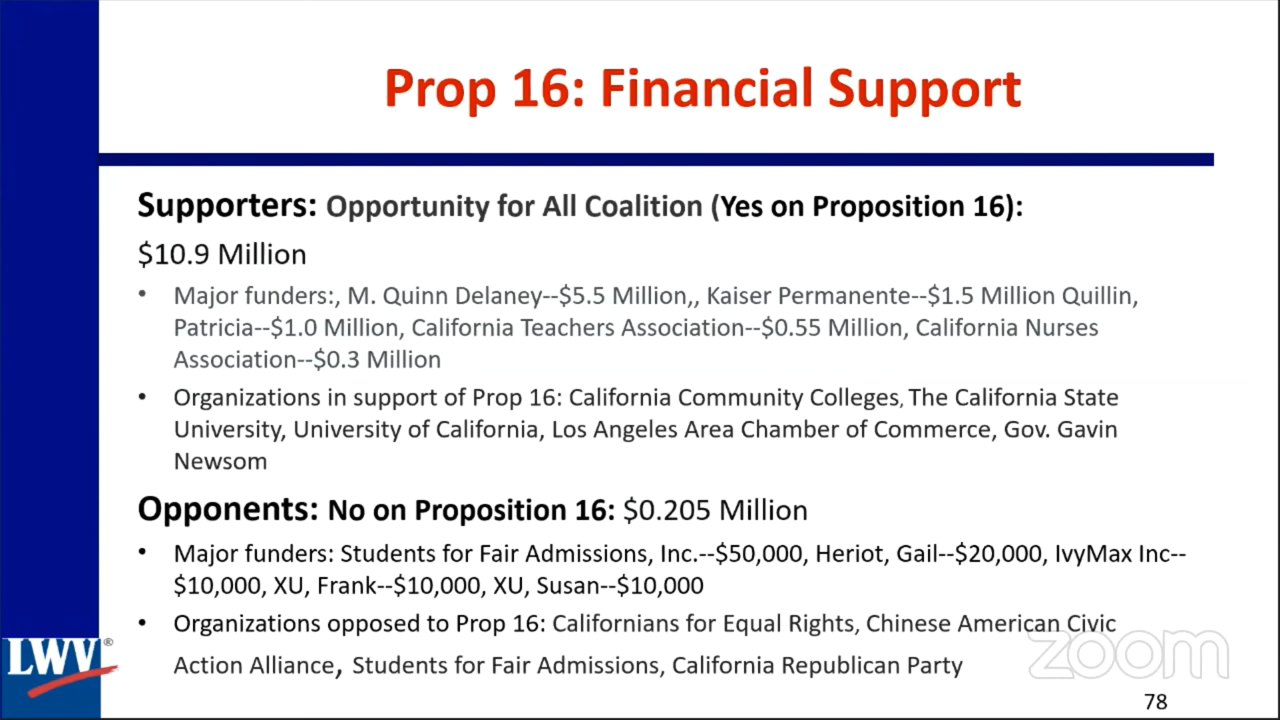 Prop 16: Financial Support
Supporters: Opportunity for All Coalition (Yes on Proposition 16):
$10.9 Million
• Major funders:, M. Quinn Delaney--$5.5 Million,, Kaiser Permanente--$1.5 Million Quillin,
Patricia--$1.0 Million, California Teachers Association--$0.55 Million, California Nurses
Association--$0.3 Million
• Organizations in support of Prop 16: California Community Colleges, The California State
University, University of California, Los Angeles Area Chamber of Commerce, Gov. Gavin
Newsom
Opponents: No on Proposition 16: $0.205 Million
• Major funders: Students for Fair Admissions, Inc.--$50,000, Heriot, Gail--$20,000, IvyMax Inc--
$10,000, XU, Frank--$10,000, XU, Susan--$10,000
• Organizations opposed to Prop 16: Californians for Equal Rights, Chinese American Civic
Action Alliance, Students for Fair Admissions, California Republican Party
LWV®
zoom
78